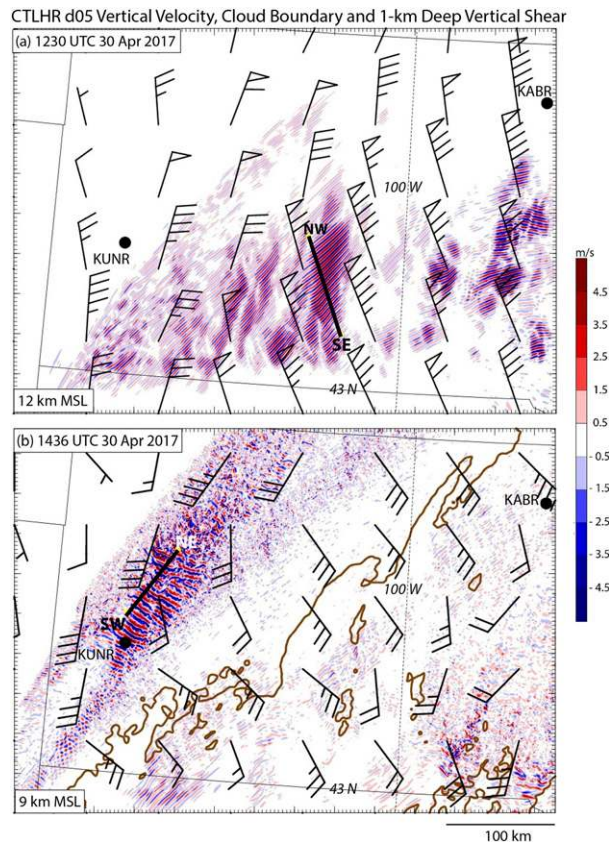 CTLHR d05 Vertical Velocity, Cloud Boundary and 1-km Deep Vertical Shear
(a) 1230 UTC 30 Apr 2017
KABR
100 W
NW
KUNR
SE
43 N
12 km MSL
m/s
4.5
3.5
2.5
1.5
0.5
- 0.5
- 1.5
-2.5
-3.5
-4.5
(b) 1436 UTC 30 Apr 2017
KABR
NE
100 W
SW
KUNR
43 N
9 km MSL
100 km